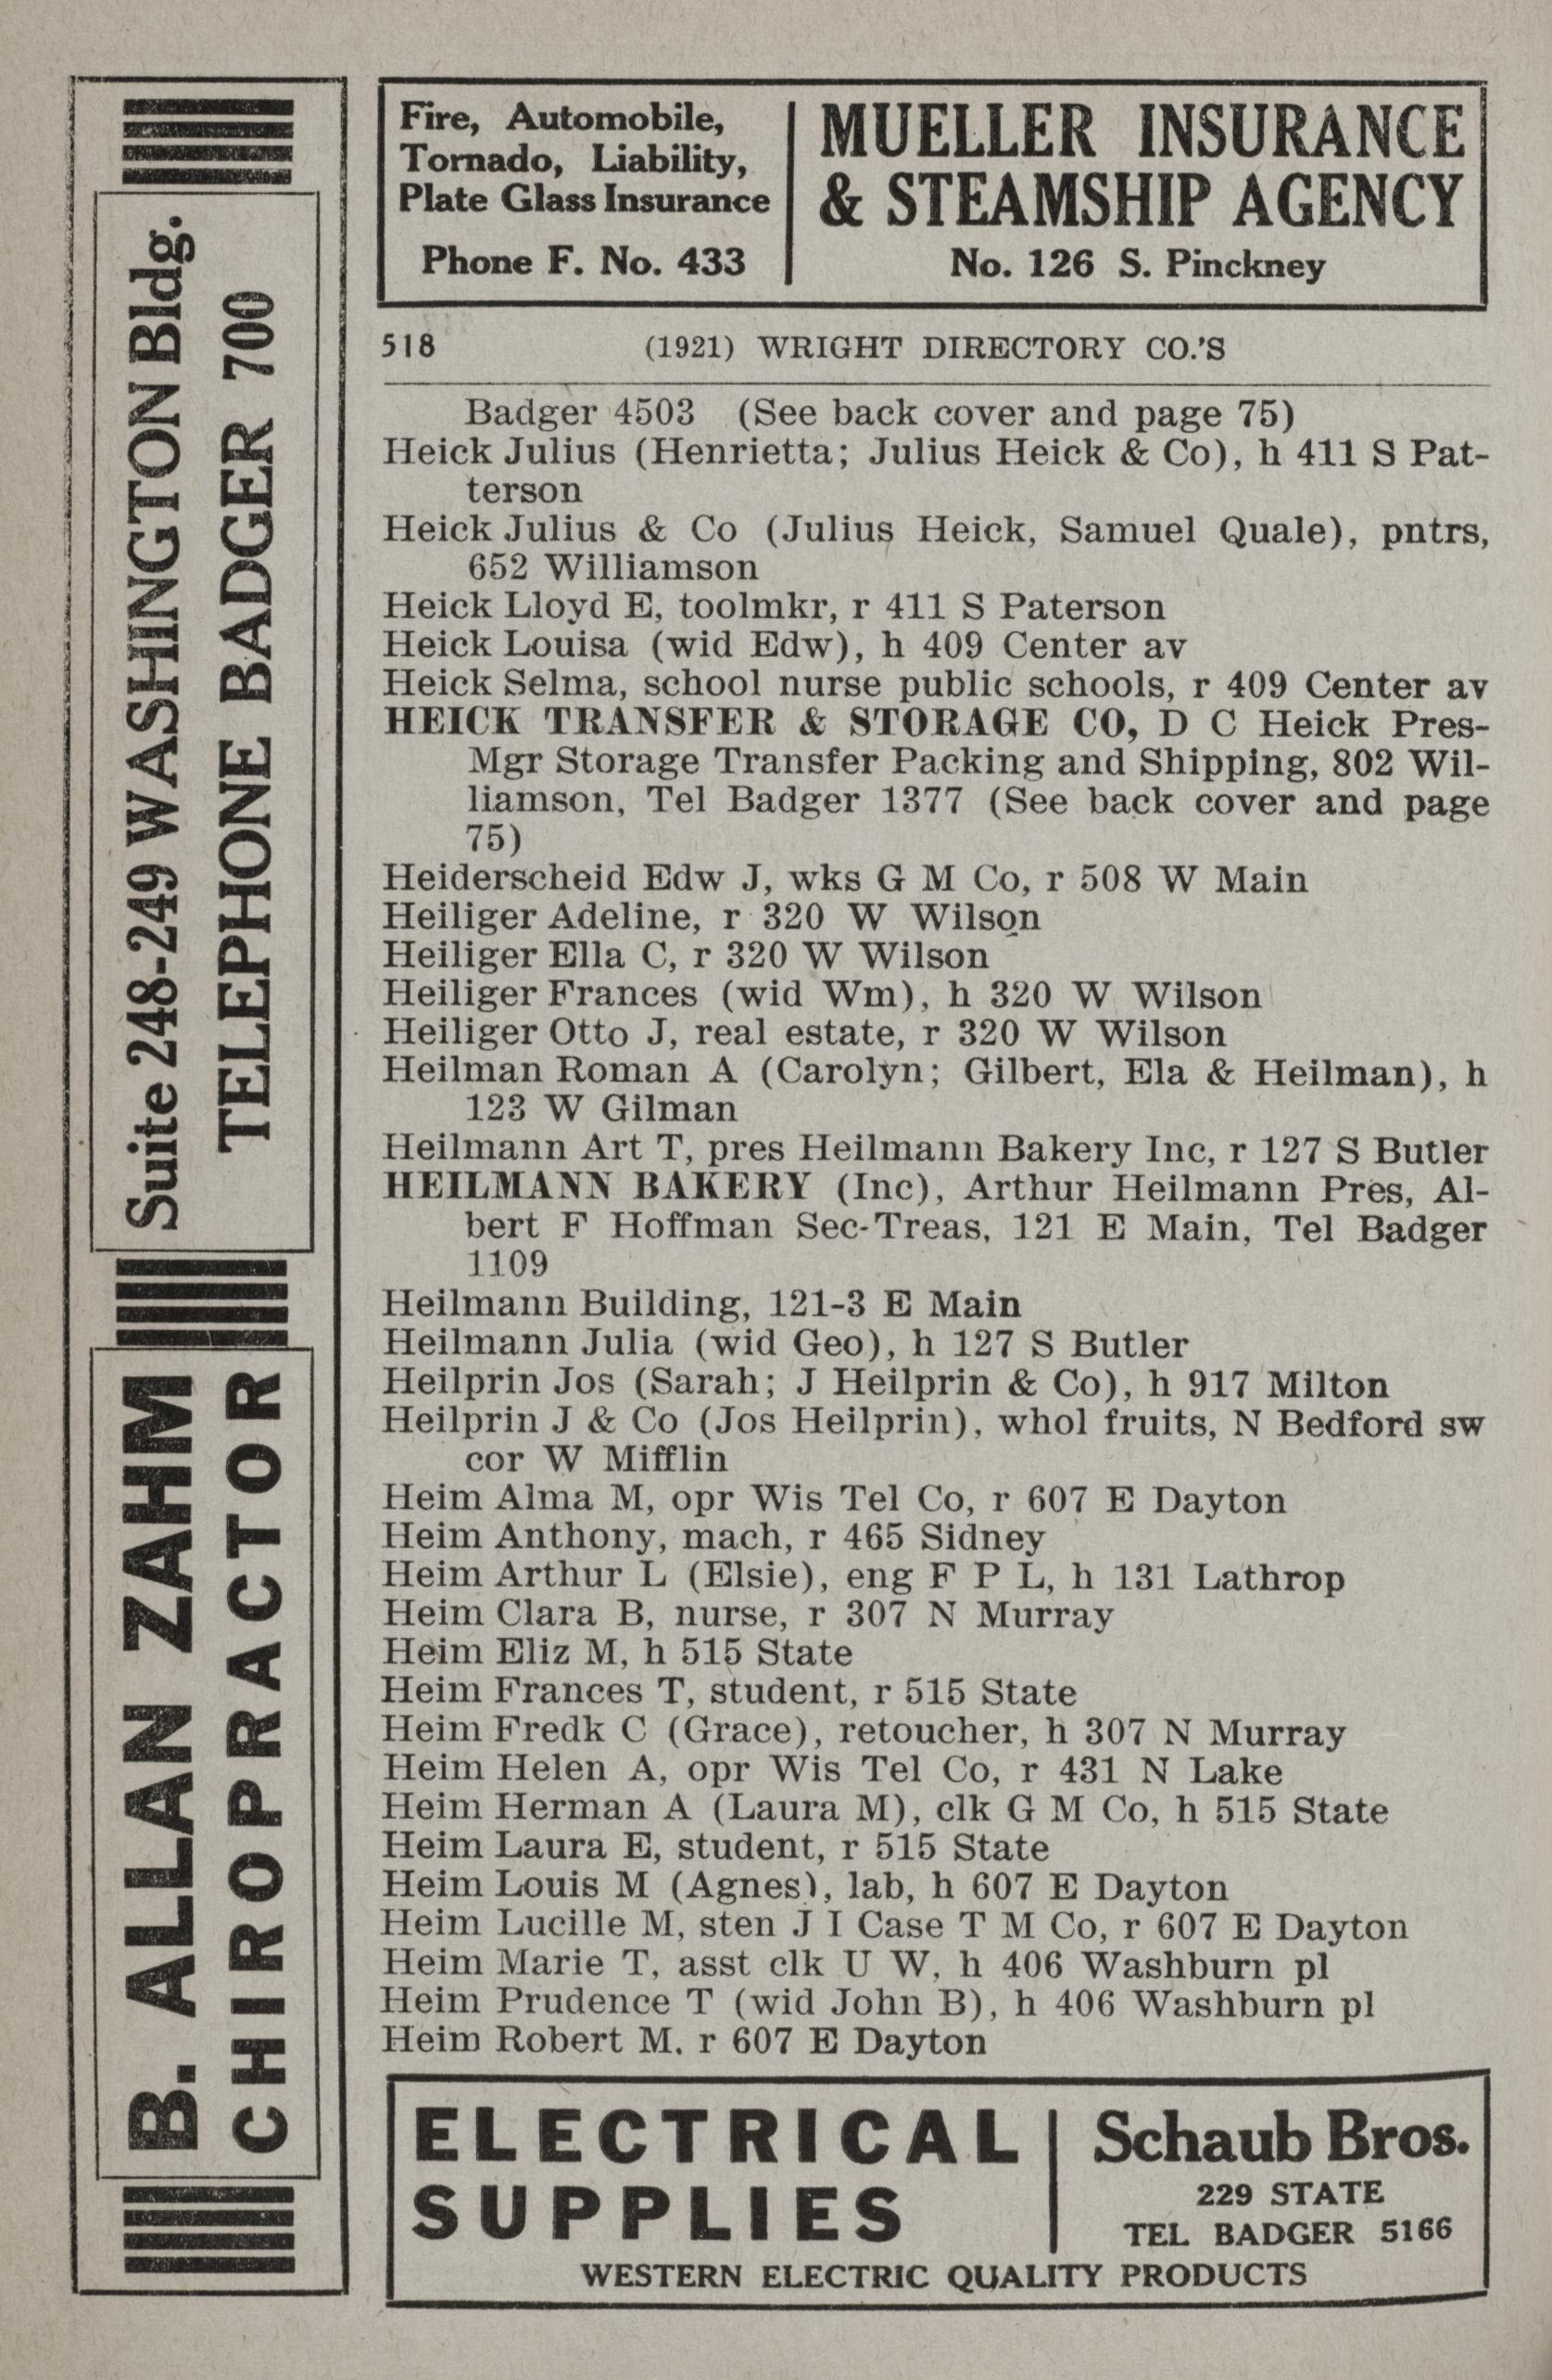 Fire, Automobile,
Tornado, Liability,
Plate Glass Insurance
Phone F. No. 433
MUELLER INSURANCE
& STEAMSHIP AGENCY
No. 126 S. Pinckney
518 (1921) WRIGHT DIRECTORY CO.'S
Badger 4503 (See back cover and page 75)
Heick Julius (Henrietta; Julius Heick & Co), h 411 S Pat-
terson
Heick Julius & Co (Julius Heick, Samuel Quale), pntrs,
652 Williamson
Heick Lloyd E, toolmkr, r 411 S Paterson
Heick Louisa (wid Edw), h 409 Center av
Heick Selma, school nurse public schools, r 409 Center av
HEICK TRANSFER & STORAGE CO, D C Heick Pres-
Mgr Storage Transfer Packing and Shipping, 802 Wil-
liamson, Tel Badger 1377 (See back cover and page
75)
Heiderscheid Edw J, wks G M Co, r 508 W Main
Heiliger Adeline, r 320 W Wilson
Heiliger Ella C, r 320 W Wilson
Heiliger Frances (wid Wm), h 320 W Wilson
Heiliger Otto J, real estate, r 320 W Wilson
Heilman Roman A (Carolyn; Gilbert, Ela & Heilman), h
123 W Gilman
Heilmann Art T, pres Heilmann Bakery Inc, r 127 S Butler
HEILMANN BAKERY (Inc), Arthur Heilmann Pres, Al-
bert F Hoffman Sec-Treas, 121 E Main, Tel Badger
1109
Heilmann Building, 121-3 E Main
Heilmann Julia (wid Geo), h 127 S Butler
Heilprin Jos (Sarah; J Heilprin & Co), h 917 Milton
Heilprin J & Co (Jos Heilprin), whol fruits, N Bedford sw
cor W Mifflin
Heim Alma M, opr Wis Tel Co, r 607 E Dayton
Heim Anthony, mach, r 465 Sidney
Heim Arthur L (Elsie), eng F P L, h 131 Lathrop
Heim Clara B, nurse, r 307 N Murray
Heim Eliz M, h 515 State
Heim Frances T, student, r 515 State
Heim Fredk C (Grace), retoucher, h 307 N Murray
Heim Helen A, opr Wis Tel Co, r 431 N Lake
Heim Herman A (Laura M), clk G M Co, h 515 State
Heim Laura E, student, r 515 State
Heim Louis M (Agnes), lab, h 607 E Dayton
Heim Lucille M, sten J I Case T M Co, r 607 E Dayton
Heim Marie T, asst clk U W, h 406 Washburn pl
Heim Prudence T (wid John B), h 406 Washburn pl
Heim Robert M, r 607 E Dayton
B. ALLAN ZAHM
CHIROPRACTOR
Suite 248-249 WASHINGTON Bldg.
TELEPHONE BADGER 700
ELECTRICAL
SUPPLIES
Schaub Bros.
229 STATE
TEL BADGER 5166
WESTERN ELECTRIC QUALITY PRODUCTS